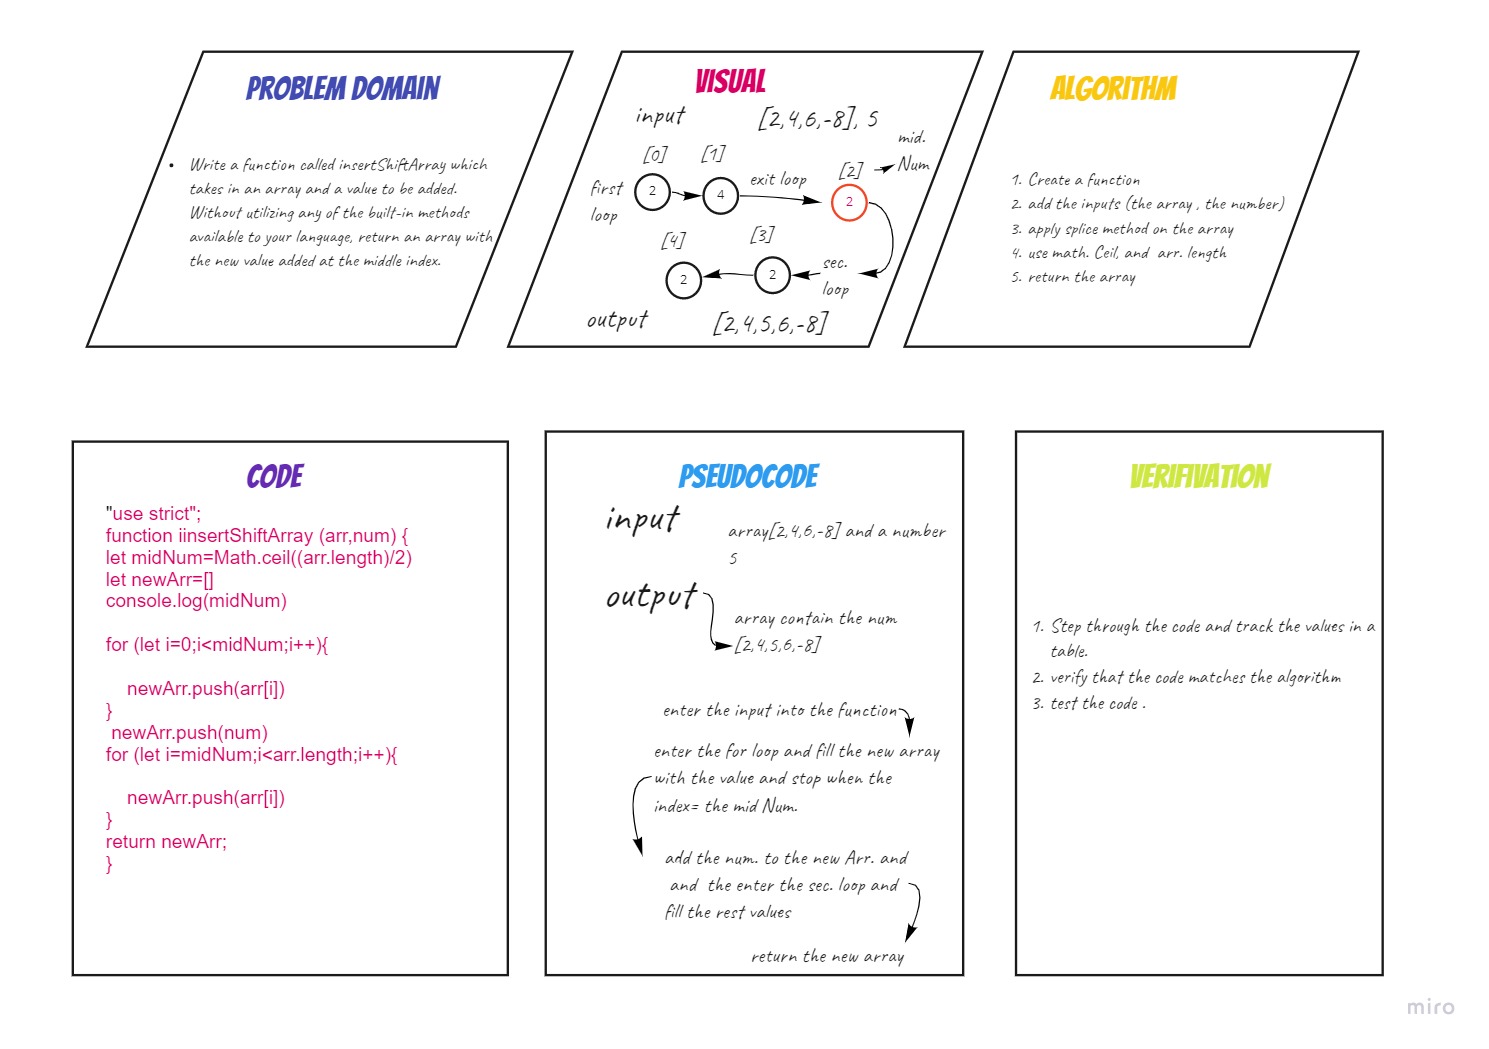 PROBLEM DOMAIN
• Write a function called insertShiftArray which
takes in an array and a value to be added.
Without utilizing any of the built-in methods
available to your language, return an array with
the new value added at the middle index.
VISUAL
input [2,4,6,-8], 5
mid.
Num
[0] [1] [2]
first
loop
2 4 exit loop 2
[4] [3]
2 2 sec.
loop
output [2,4,5,6,-8]
ALGORITHM
1. Create a function
2. add the inputs (the array , the number)
3. apply splice method on the array
4. use math. Ceil, and arr. length
5. return the array
CODE
"use strict";
function iinsertShiftArray (arr,num) {
let midNum=Math.ceil((arr.length)/2)
let newArr=[]
console.log(midNum)
for (let i=0;i<midNum;i++){
newArr.push(arr[i])
}
newArr.push(num)
for (let i=midNum;i<arr.length;i++){
newArr.push(arr[i])
}
return newArr;
}
PSEUDOCODE
input
array[2,4,6,-8] and a number
5
output
array contain the num
[2,4,5,6,-8]
enter the input into the function
enter the for loop and fill the new array
with the value and stop when the
index= the mid Num.
add the num. to the new Arr. and
and the enter the sec. loop and
fill the rest values
return the new array
VERIFIVATION
1. Step through the code and track the values in a
table.
2. verify that the code matches the algorithm
3. test the code .
miro